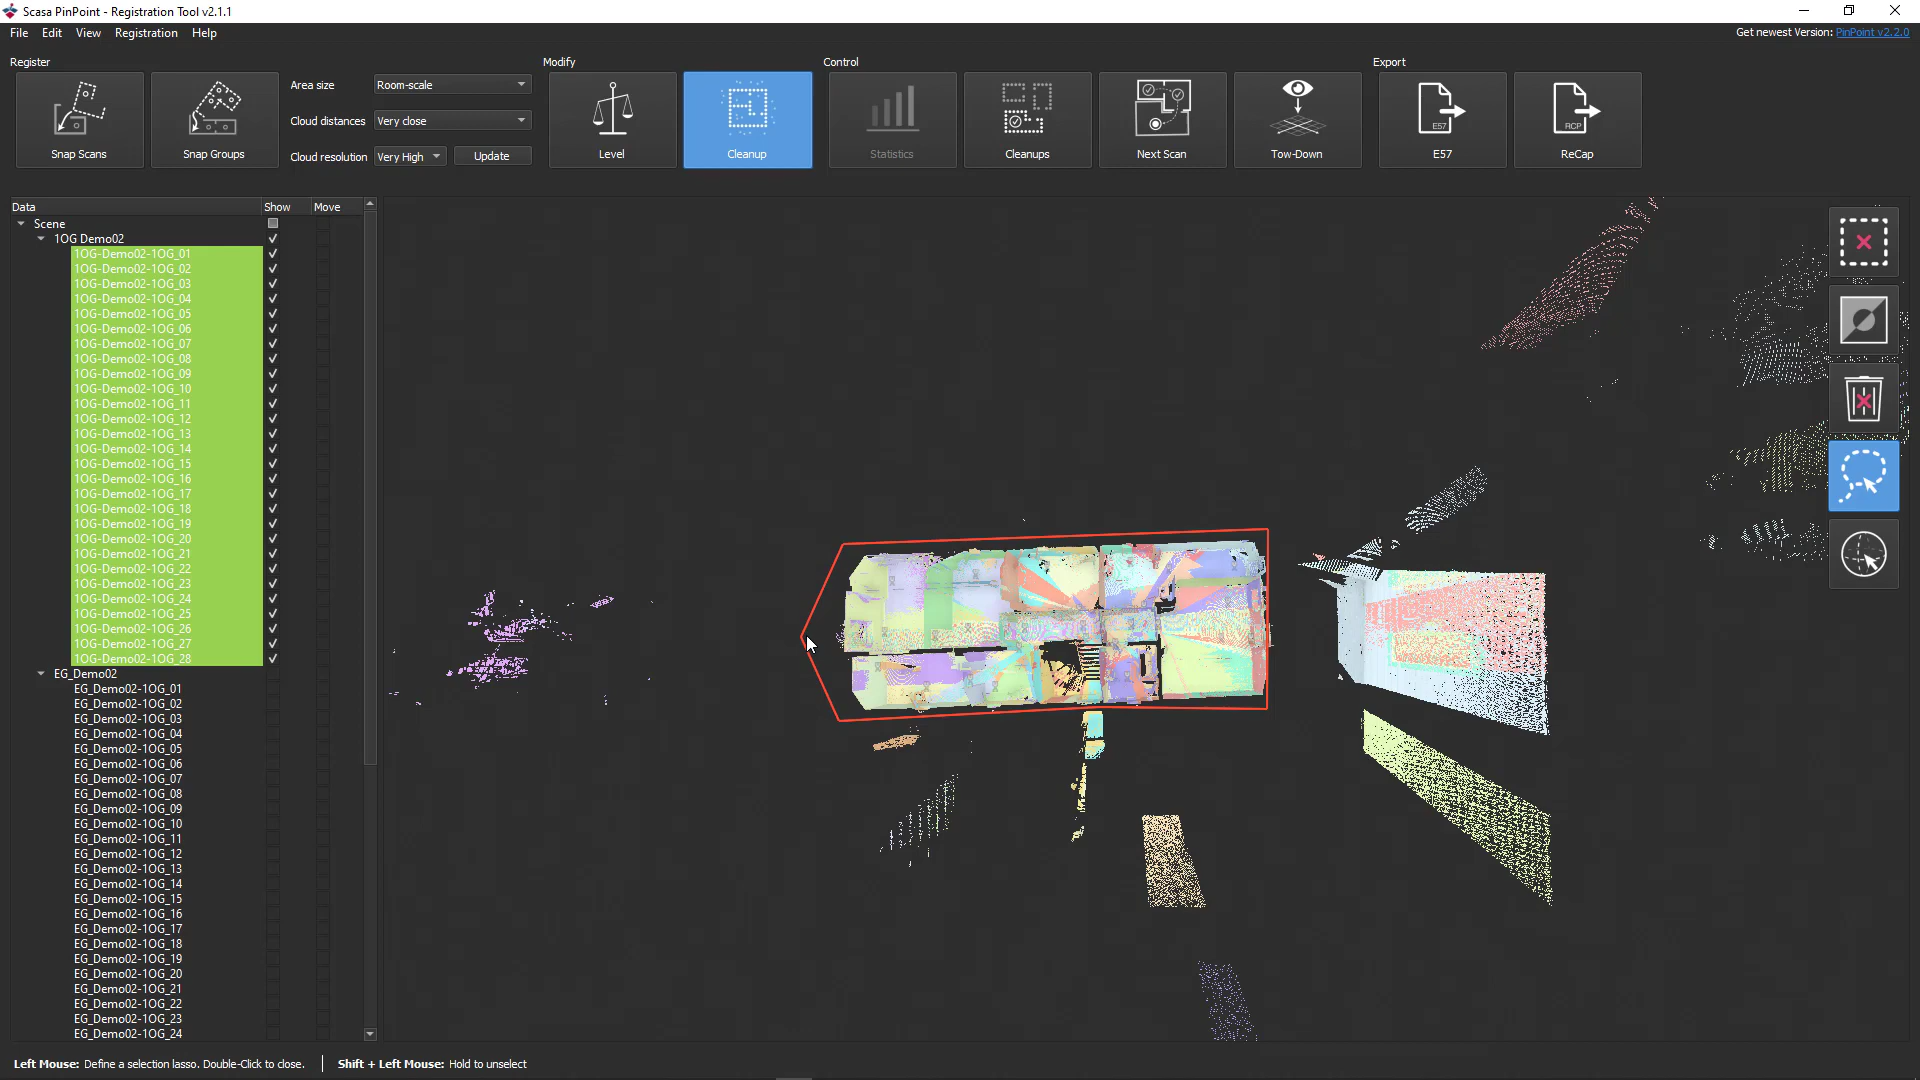 Scasa PinPoint - Registration Tool v2.1.1
File Edit View Registration Help
Get newest Version: PinPoint v2.2.0
Register
Modify
Control
Export
Snap Scans
Snap Groups
Area size Room-scale
Cloud distances Very close
Cloud resolution Very High Update
Level
Cleanup
Statistics
Cleanups
Next Scan
Tow-Down
E57
E57
RCP
ReCap
Data Show Move
Scene
1OG Demo02
1OG-Demo02-1OG_01
1OG-Demo02-1OG_02
1OG-Demo02-1OG_03
1OG-Demo02-1OG_04
1OG-Demo02-1OG_05
1OG-Demo02-1OG_06
1OG-Demo02-1OG_07
1OG-Demo02-1OG_08
1OG-Demo02-1OG_09
1OG-Demo02-1OG_10
1OG-Demo02-1OG_11
1OG-Demo02-1OG_12
1OG-Demo02-1OG_13
1OG-Demo02-1OG_14
1OG-Demo02-1OG_15
1OG-Demo02-1OG_16
1OG-Demo02-1OG_17
1OG-Demo02-1OG_18
1OG-Demo02-1OG_19
1OG-Demo02-1OG_20
1OG-Demo02-1OG_21
1OG-Demo02-1OG_22
1OG-Demo02-1OG_23
1OG-Demo02-1OG_24
1OG-Demo02-1OG_25
1OG-Demo02-1OG_26
1OG-Demo02-1OG_27
1OG-Demo02-1OG_28
EG_Demo02
EG_Demo02-1OG_01
EG_Demo02-1OG_02
EG_Demo02-1OG_03
EG_Demo02-1OG_04
EG_Demo02-1OG_05
EG_Demo02-1OG_06
EG_Demo02-1OG_07
EG_Demo02-1OG_08
EG_Demo02-1OG_09
EG_Demo02-1OG_10
EG_Demo02-1OG_11
EG_Demo02-1OG_12
EG_Demo02-1OG_13
EG_Demo02-1OG_14
EG_Demo02-1OG_15
EG_Demo02-1OG_16
EG_Demo02-1OG_17
EG_Demo02-1OG_18
EG_Demo02-1OG_19
EG_Demo02-1OG_20
EG_Demo02-1OG_21
EG_Demo02-1OG_22
EG_Demo02-1OG_23
EG_Demo02-1OG_24
Left Mouse: Define a selection lasso. Double-Click to close. Shift + Left Mouse: Hold to unselect